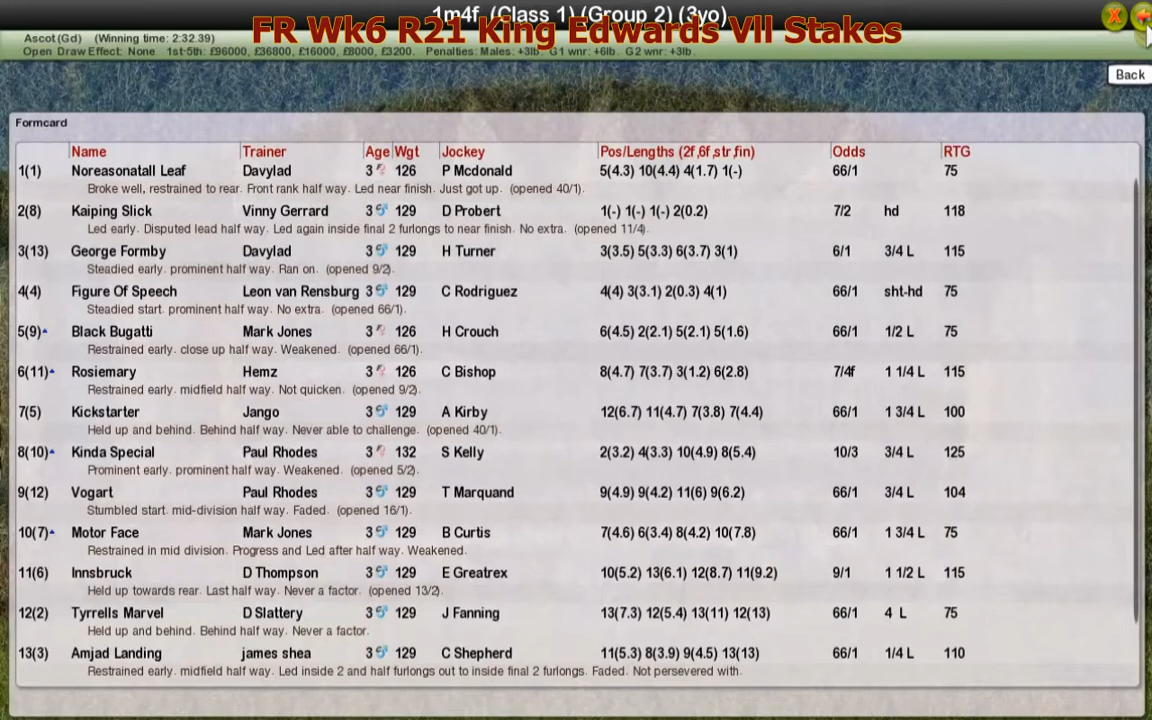 1m4f (Class 1) (Group 2) (3yo)
FR Wk6 R21 King Edwards VII Stakes
Ascot(Gd) (Winning time: 2:32.39)
Open Draw Effect: None 1st-5th: £96000, £36800, £16000, £8000, £3200. Penalties: Males: +3lb. G1 wnr: +6lb. G2 wnr: +3lb.
Back
Formcard
Name Trainer Age Wgt Jockey Pos/Lengths (2f,6f,str,fin) Odds RTG
1(1) Noreasonatall Leaf Davylad 3 126 P Mcdonald 5(4.3) 10(4.4) 4(1.7) 1(-) 66/1 75
Broke well, restrained to rear. Front rank half way. Led near finish. Just got up. (opened 40/1).
2(8) Kaiping Slick Vinny Gerrard 3 129 D Probert 1(-) 1(-) 1(-) 2(0.2) 7/2 hd 118
Led early. Disputed lead half way. Led again inside final 2 furlongs to near finish. No extra. (opened 11/4).
3(13) George Formby Davylad 3 129 H Turner 3(3.5) 5(3.3) 6(3.7) 3(1) 6/1 3/4 L 115
Steadied early. prominent half way. Ran on. (opened 9/2).
4(4) Figure Of Speech Leon van Rensburg 3 129 C Rodriguez 4(4) 3(3.1) 2(0.3) 4(1) 66/1 sht-hd 75
Steadied start. prominent half way. No extra. (opened 66/1).
5(9) Black Bugatti Mark Jones 3 126 H Crouch 6(4.5) 2(2.1) 5(2.1) 5(1.6) 66/1 1/2 L 75
Restrained early. close up half way. Weakened. (opened 66/1).
6(11) Rosiemary Hemz 3 126 C Bishop 8(4.7) 7(3.7) 3(1.2) 6(2.8) 7/4f 1 1/4 L 115
Restrained early. midfield half way. Not quicken. (opened 9/2).
7(5) Kickstarter Jango 3 129 A Kirby 12(6.7) 11(4.7) 7(3.8) 7(4.4) 66/1 1 3/4 L 100
Held up and behind. Behind half way. Never able to challenge. (opened 40/1).
8(10) Kinda Special Paul Rhodes 3 132 S Kelly 2(3.2) 4(3.3) 10(4.9) 8(5.4) 10/3 3/4 L 125
Prominent early. prominent half way. Weakened. (opened 5/2).
9(12) Vogart Paul Rhodes 3 129 T Marquand 9(4.9) 9(4.2) 11(6) 9(6.2) 66/1 3/4 L 104
Stumbled start. mid-division half way. Faded. (opened 16/1).
10(7) Motor Face Mark Jones 3 129 B Curtis 7(4.6) 6(3.4) 8(4.2) 10(7.8) 66/1 1 3/4 L 75
Restrained in mid division. Progress and Led after half way. Weakened.
11(6) Innsbruck D Thompson 3 129 E Greatrex 10(5.2) 13(6.1) 12(8.7) 11(9.2) 9/1 1 1/2 L 115
Held up towards rear. Last half way. Never a factor. (opened 13/2).
12(2) Tyrrells Marvel D Slattery 3 129 J Fanning 13(7.3) 12(5.4) 13(11) 12(13) 66/1 4 L 75
Held up and behind. Behind half way. Never a factor.
13(3) Amjad Landing james shea 3 129 C Shepherd 11(5.3) 8(3.9) 9(4.5) 13(13) 66/1 1/4 L 110
Restrained early. midfield half way. Led inside 2 and half furlongs out to inside final 2 furlongs. Faded. Not persevered with.